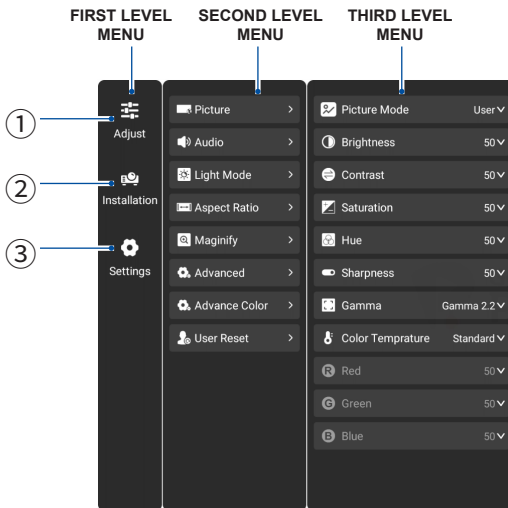 FIRST LEVEL MENU
SECOND LEVEL MENU
THIRD LEVEL MENU
1
Adjust
2
Installation
3
Settings
Picture >
Audio >
Light Mode >
Aspect Ratio >
Maginify >
Advanced >
Advance Color >
User Reset >
Picture Mode User
Brightness 50
Contrast 50
Saturation 50
Hue 50
Sharpness 50
Gamma Gamma 2.2
Color Temprature Standard
R Red 50
G Green 50
B Blue 50